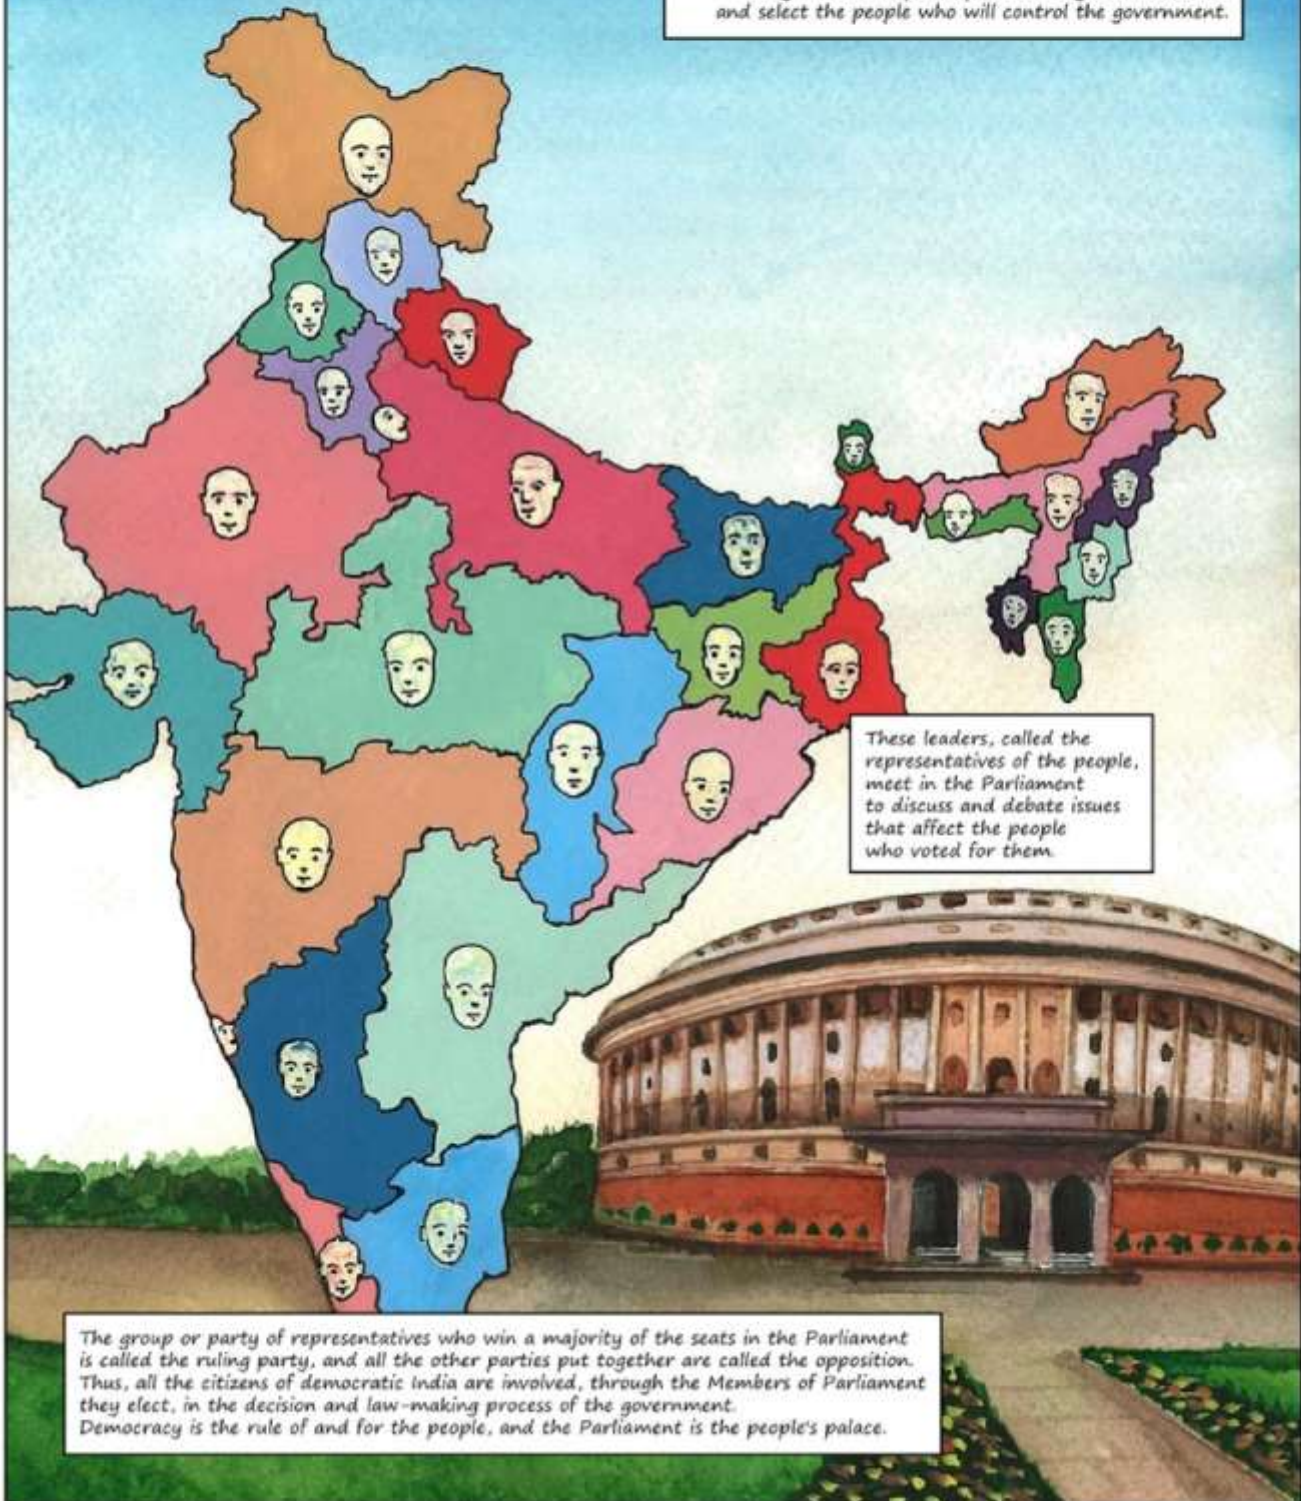 and select the people who will control the government.
These leaders, called the
representatives of the people,
meet in the Parliament
to discuss and debate issues
that affect the people
who voted for them.
The group or party of representatives who win a majority of the seats in the Parliament
is called the ruling party, and all the other parties put together are called the opposition.
Thus, all the citizens of democratic India are involved, through the Members of Parliament
they elect, in the decision and law-making process of the government.
Democracy is the rule of and for the people, and the Parliament is the people's palace.